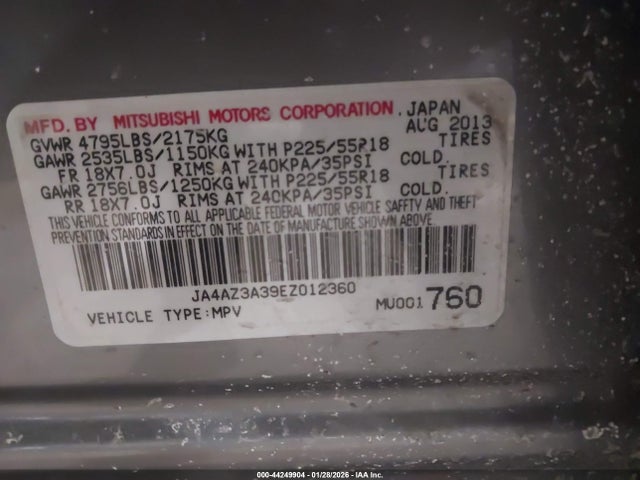 MFD. BY MITSUBISHI MOTORS CORPORATION. JAPAN
GVWR 4795LBS/2175KG AUG 2013
GAWR 2535LBS/1150KG WITH P225/55R18 TIRES
FR 18X7.0J RIMS AT 240KPA/35PSI COLD.
GAWR 2756LBS/1250KG WITH P225/55R18 TIRES
RR 18X7.0J RIMS AT 240KPA/35PSI COLD.
THIS VEHICLE CONFORMS TO ALL APPLICABLE FEDERAL MOTOR VEHICLE SAFETY AND THEFT
PREVENTION STANDARDS IN EFFECT ON THE DATE OF MANUFACTURE SHOWN ABOVE.
JA4AZ3A39EZ012360
VEHICLE TYPE:MPV MU001 760
000-44249904 | 01/28/2026 | IAA Inc.